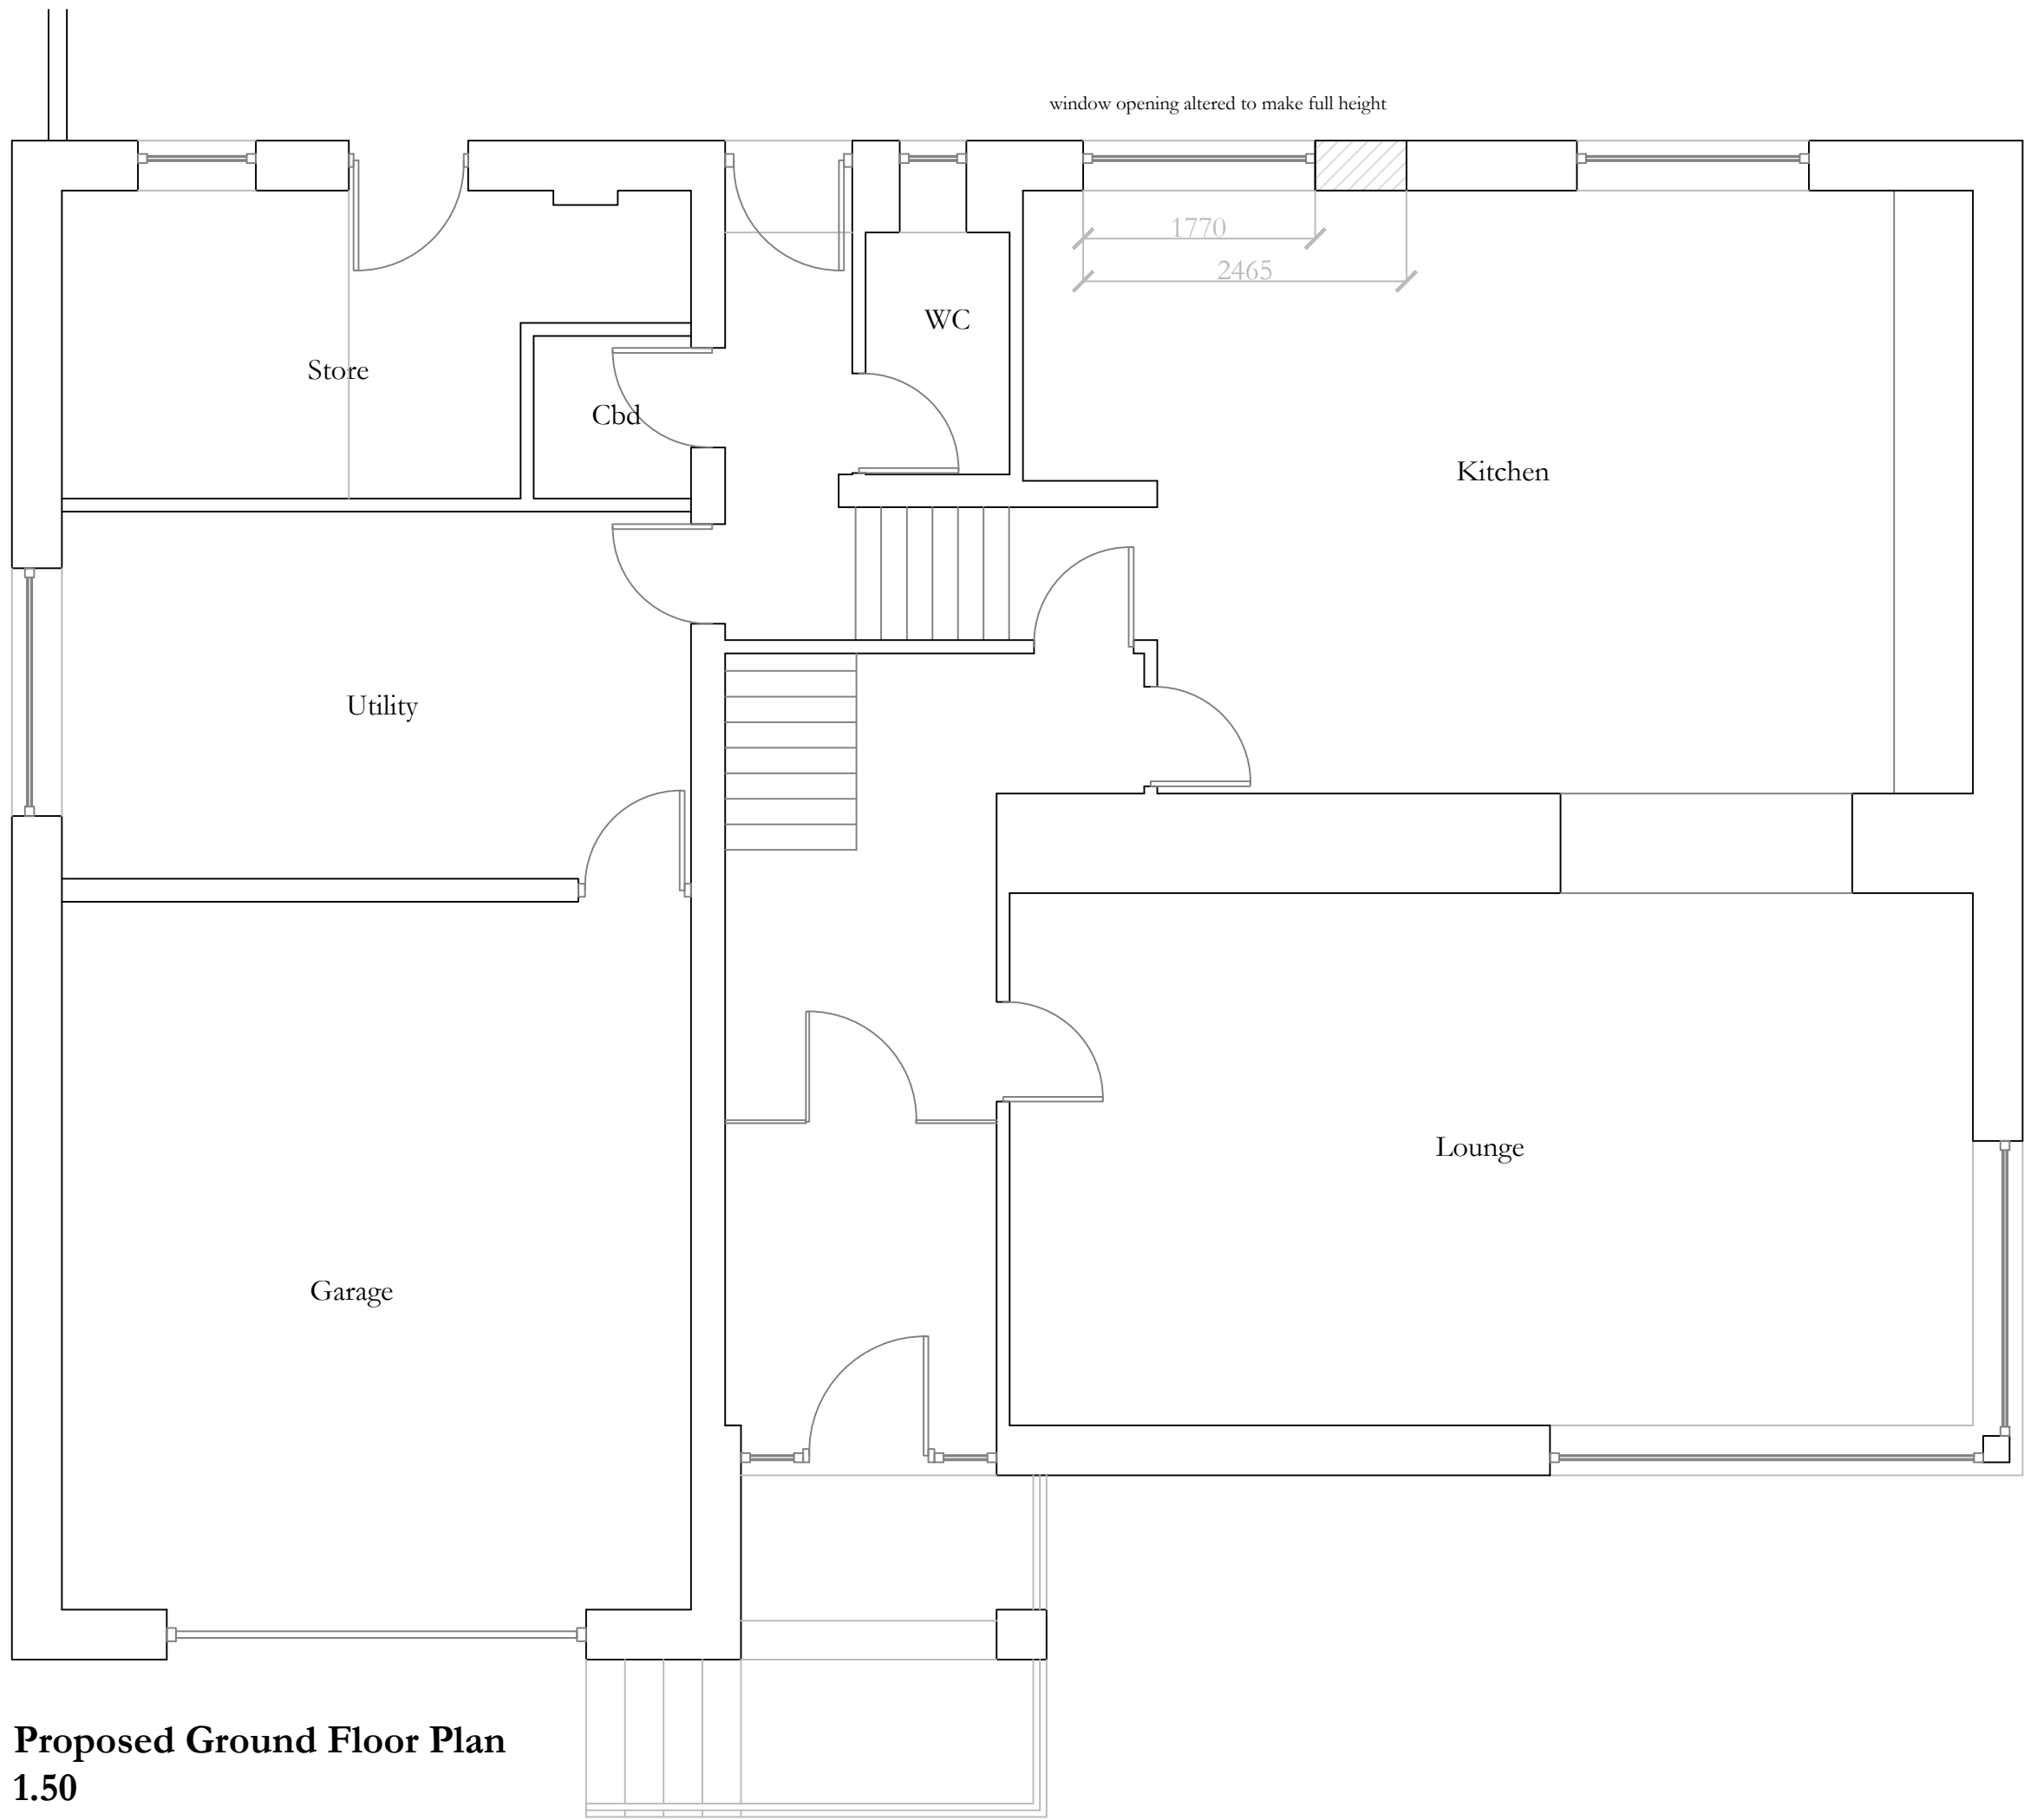 window opening altered to make full height
1770
2465
WC
Store
Cbd
Kitchen
Utility
Lounge
Garage
Proposed Ground Floor Plan
1.50